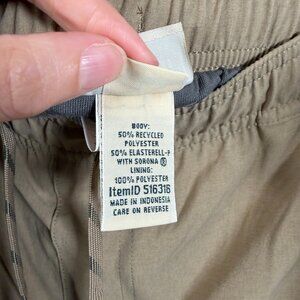 BODY:
50% RECYCLED
POLYESTER
50% ELASTERELL-P
WITH SORONA ®
LINING:
100% POLYESTER
ItemID 516316
MADE IN INDONESIA
CARE ON REVERSE